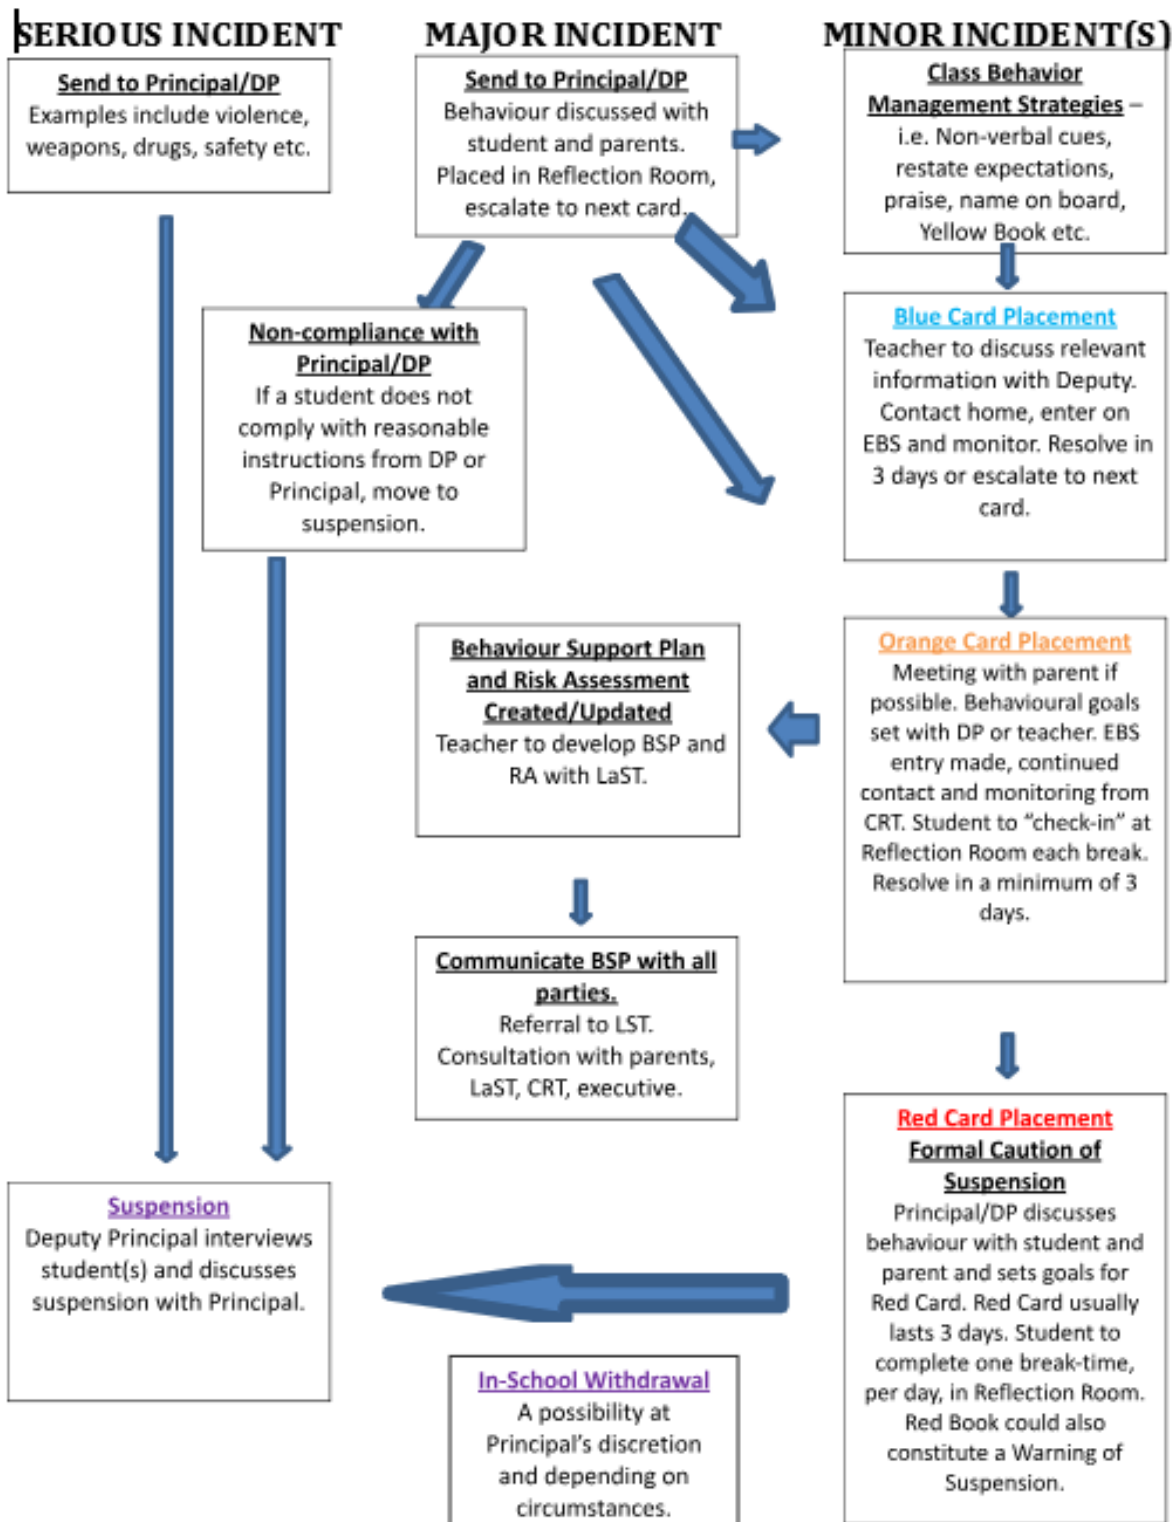 SERIOUS INCIDENT
Send to Principal/DP
Examples include violence,
weapons, drugs, safety etc.
MAJOR INCIDENT
Send to Principal/DP
Behaviour discussed with
student and parents.
Placed in Reflection Room,
escalate to next card.
MINOR INCIDENT(S)
Class Behavior
Management Strategies –
i.e. Non-verbal cues,
restate expectations,
praise, name on board,
Yellow Book etc.
Non-compliance with
Principal/DP
If a student does not
comply with reasonable
instructions from DP or
Principal, move to
suspension.
Blue Card Placement
Teacher to discuss relevant
information with Deputy.
Contact home, enter on
EBS and monitor. Resolve in
3 days or escalate to next
card.
Behaviour Support Plan
and Risk Assessment
Created/Updated
Teacher to develop BSP and
RA with LaST.
Orange Card Placement
Meeting with parent if
possible. Behavioural goals
set with DP or teacher. EBS
entry made, continued
contact and monitoring from
CRT. Student to “check-in” at
Reflection Room each break.
Resolve in a minimum of 3
days.
Communicate BSP with all
parties.
Referral to LST.
Consultation with parents,
LaST, CRT, executive.
Red Card Placement
Formal Caution of
Suspension
Principal/DP discusses
behaviour with student and
parent and sets goals for
Red Card. Red Card usually
lasts 3 days. Student to
complete one break-time,
per day, in Reflection Room.
Red Book could also
constitute a Warning of
Suspension.
Suspension
Deputy Principal interviews
student(s) and discusses
suspension with Principal.
In-School Withdrawal
A possibility at
Principal’s discretion
and depending on
circumstances.